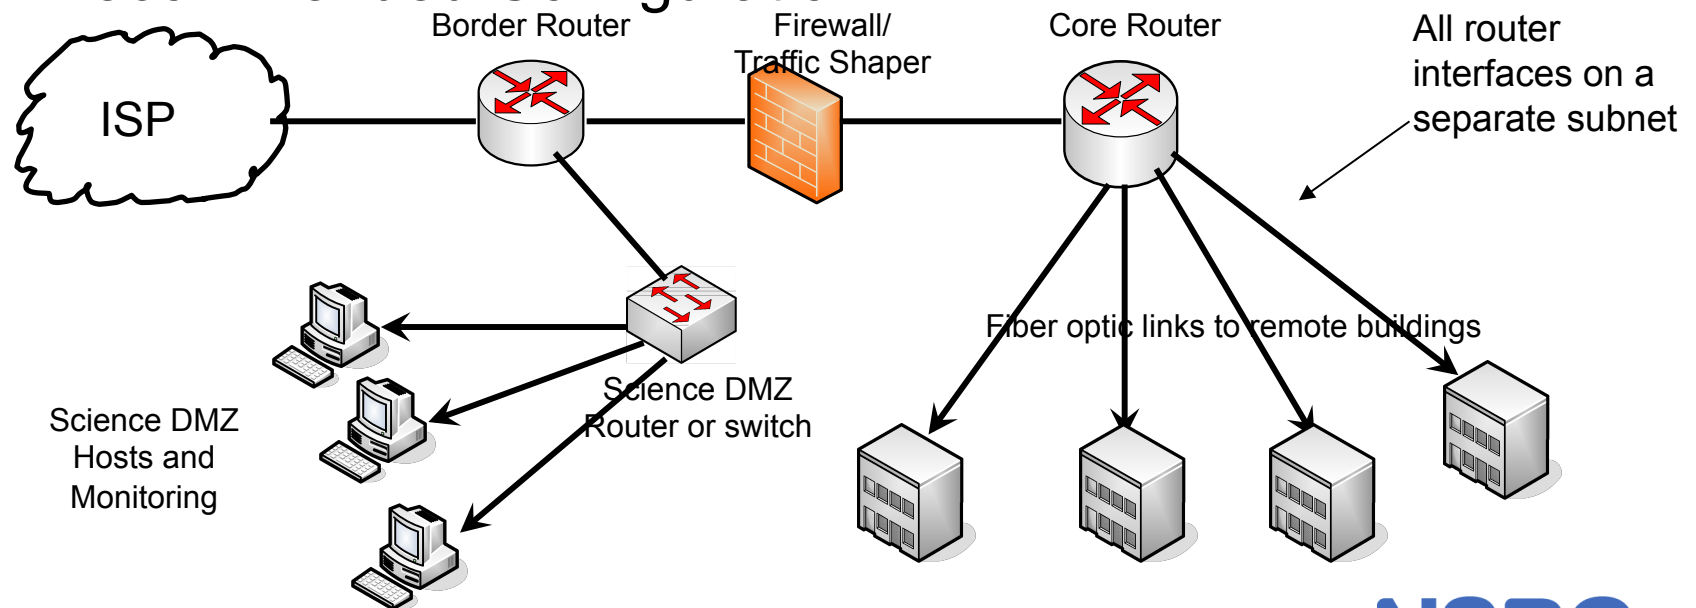 Border Router
Firewall/
Traffic Shaper
Core Router
All router
interfaces on a
separate subnet
ISP
Fiber optic links to remote buildings
Science DMZ
Router or switch
Science DMZ
Hosts and
Monitoring